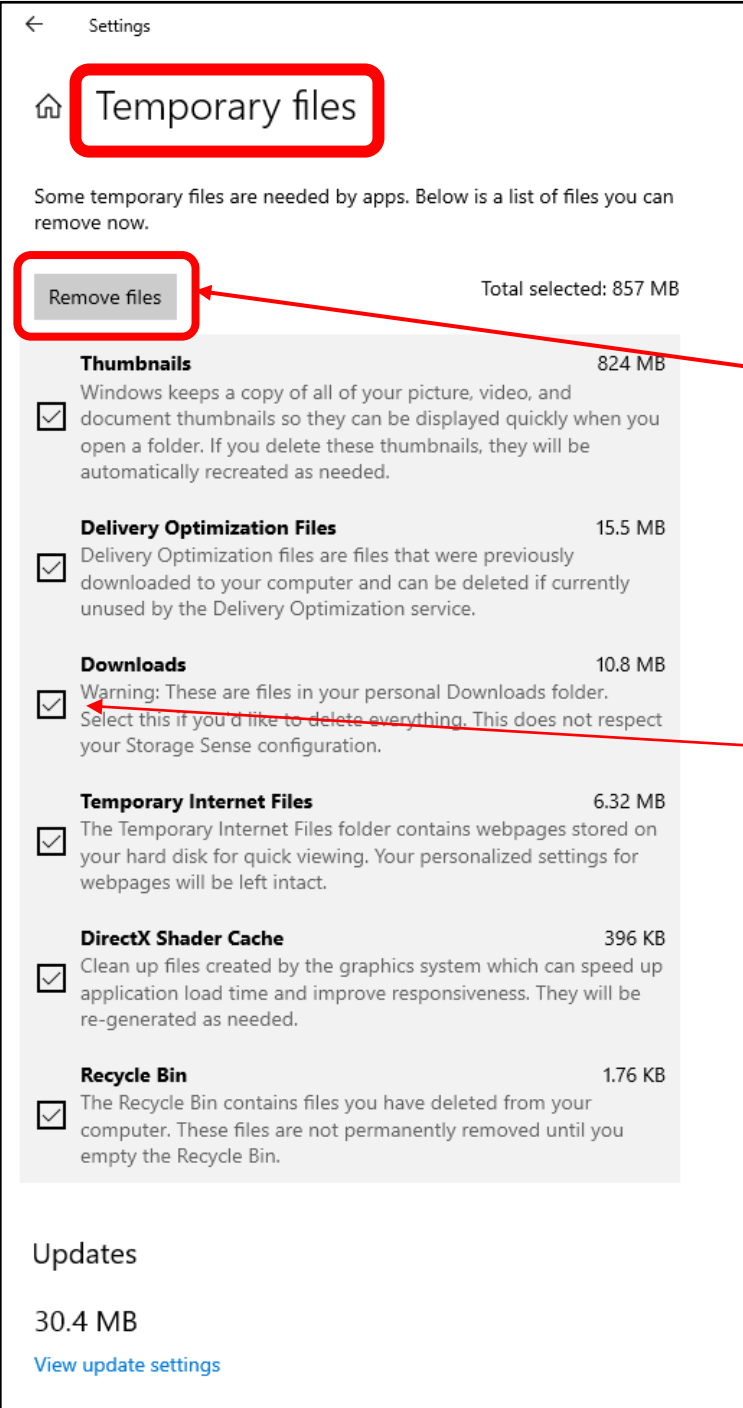 Settings
Temporary files
Some temporary files are needed by apps. Below is a list of files you can
remove now.
Remove files
Total selected: 857 MB
Thumbnails 824 MB
Windows keeps a copy of all of your picture, video, and
document thumbnails so they can be displayed quickly when you
open a folder. If you delete these thumbnails, they will be
automatically recreated as needed.
Delivery Optimization Files 15.5 MB
Delivery Optimization files are files that were previously
downloaded to your computer and can be deleted if currently
unused by the Delivery Optimization service.
Downloads 10.8 MB
Warning: These are files in your personal Downloads folder.
Select this if you'd like to delete everything. This does not respect
your Storage Sense configuration.
Temporary Internet Files 6.32 MB
The Temporary Internet Files folder contains webpages stored on
your hard disk for quick viewing. Your personalized settings for
webpages will be left intact.
DirectX Shader Cache 396 KB
Clean up files created by the graphics system which can speed up
application load time and improve responsiveness. They will be
re-generated as needed.
Recycle Bin 1.76 KB
The Recycle Bin contains files you have deleted from your
computer. These files are not permanently removed until you
empty the Recycle Bin.
Updates
30.4 MB
View update settings